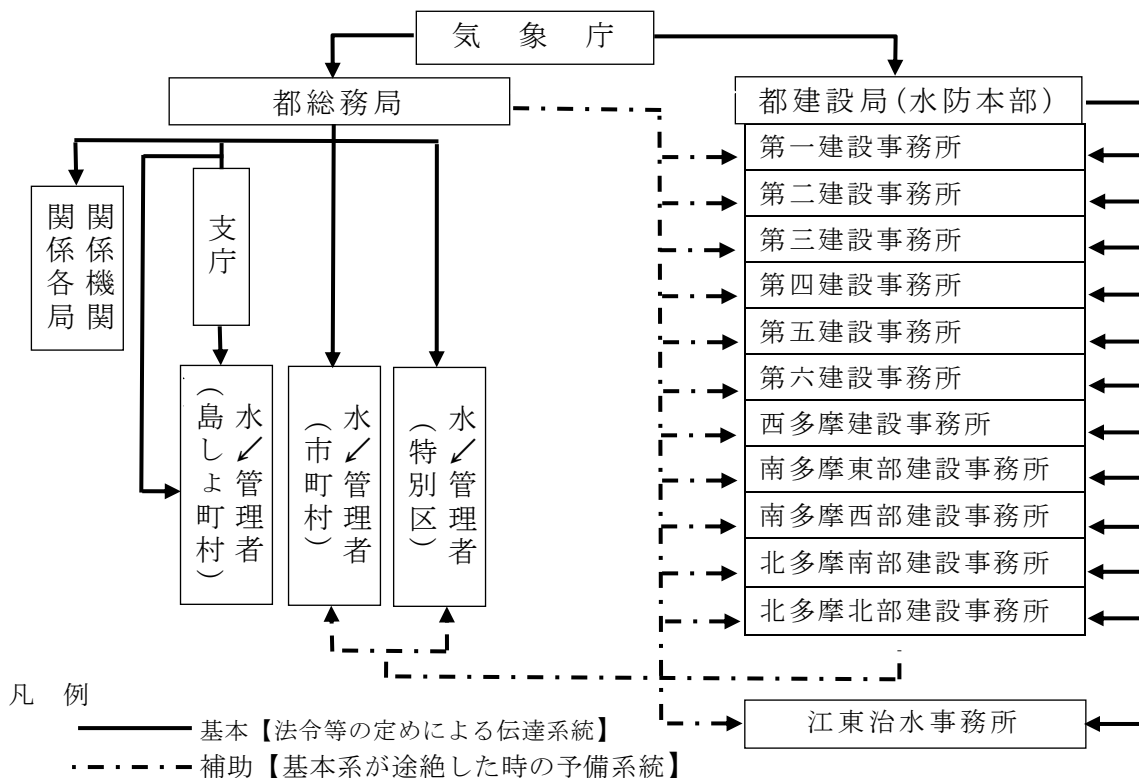 気 象 庁
都総務局
都建設局(水防本部)
関係機関
関係各局
支庁
水↙管理者
(島しょ町村)
水↙管理者
(市町村)
水↙管理者
(特別区)
第一建設事務所
第二建設事務所
第三建設事務所
第四建設事務所
第五建設事務所
第六建設事務所
西多摩建設事務所
南多摩東部建設事務所
南多摩西部建設事務所
北多摩南部建設事務所
北多摩北部建設事務所
江東治水事務所
凡 例
基本【法令等の定めによる伝達系統】
補助【基本系が途絶した時の予備系統】